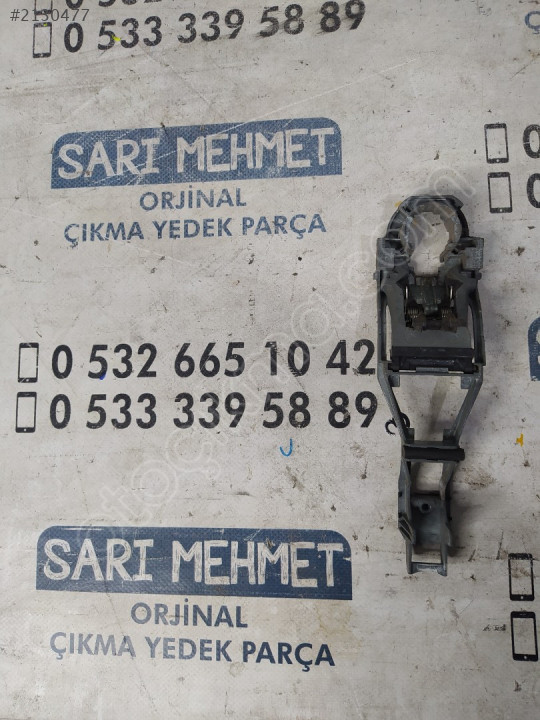 #2130477
0 533 339 58 89
SARI MEHMET
ORJİNAL
ÇIKMA YEDEK PARÇA
0 532 665 10 42
0 533 339 58 89
SARI MEHMET
ORJİNAL
ÇIKMA YEDEK PARÇA